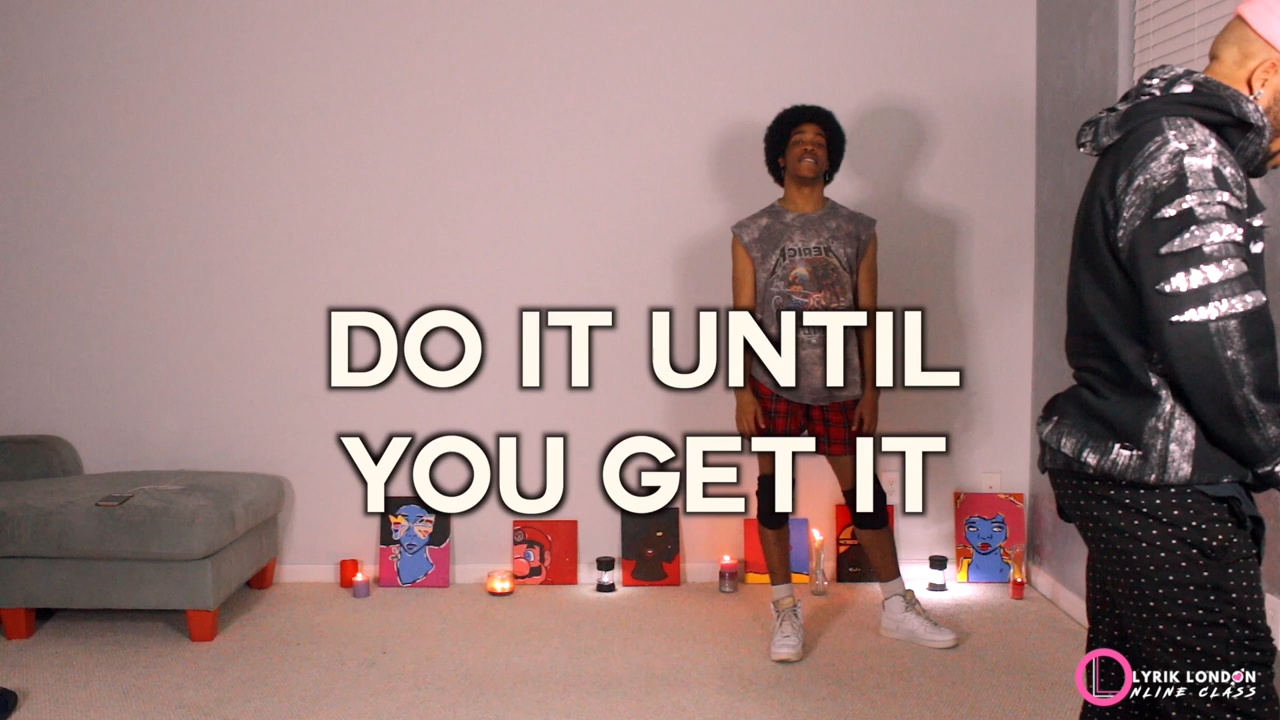 DO IT UNTIL
YOU GET IT
LYRIK LONDON
ONLINE CLASS